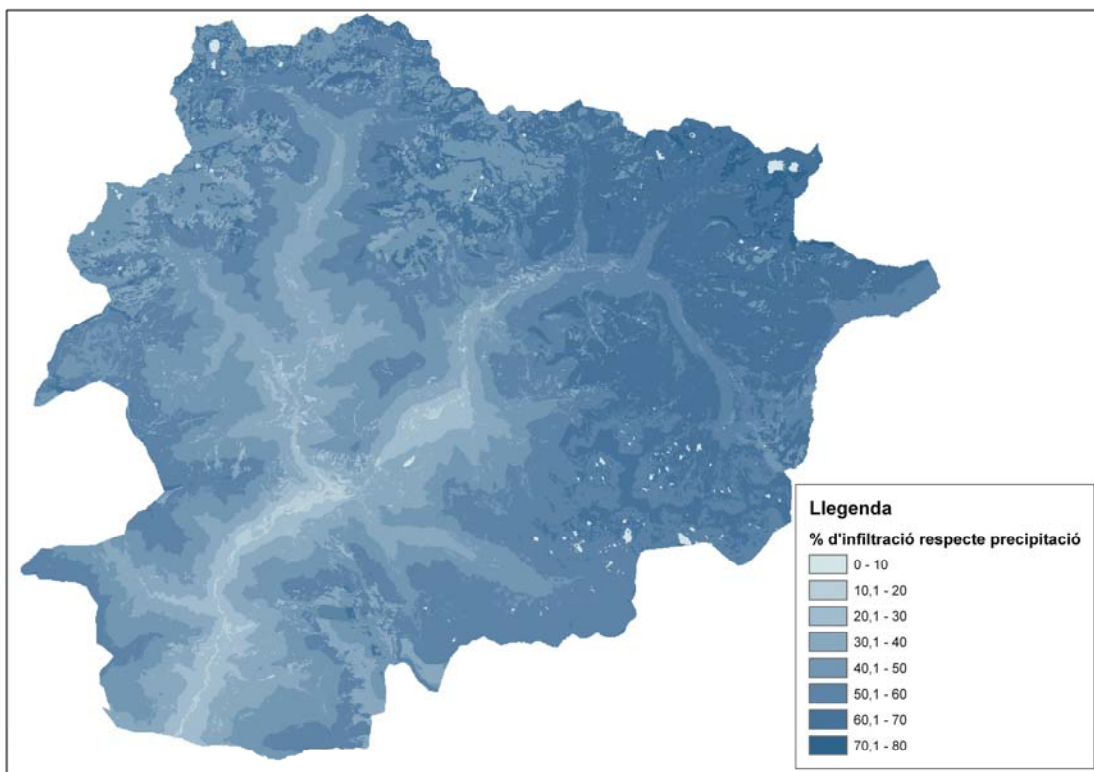 Llegenda
% d'infiltració respecte precipitació
0 - 10
10,1 - 20
20,1 - 30
30,1 - 40
40,1 - 50
50,1 - 60
60,1 - 70
70,1 - 80